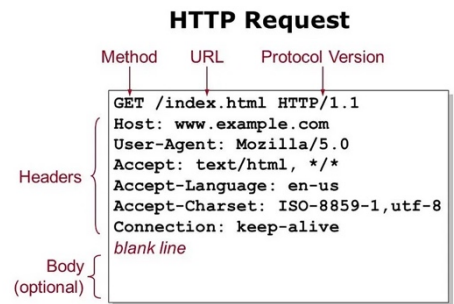 HTTP Request
Method URL Protocol Version
GET /index.html HTTP/1.1
Host: www.example.com
User-Agent: Mozilla/5.0
Accept: text/html, */*
Headers
Accept-Language: en-us
Accept-Charset: ISO-8859-1,utf-8
Connection: keep-alive
blank line
Body
(optional)